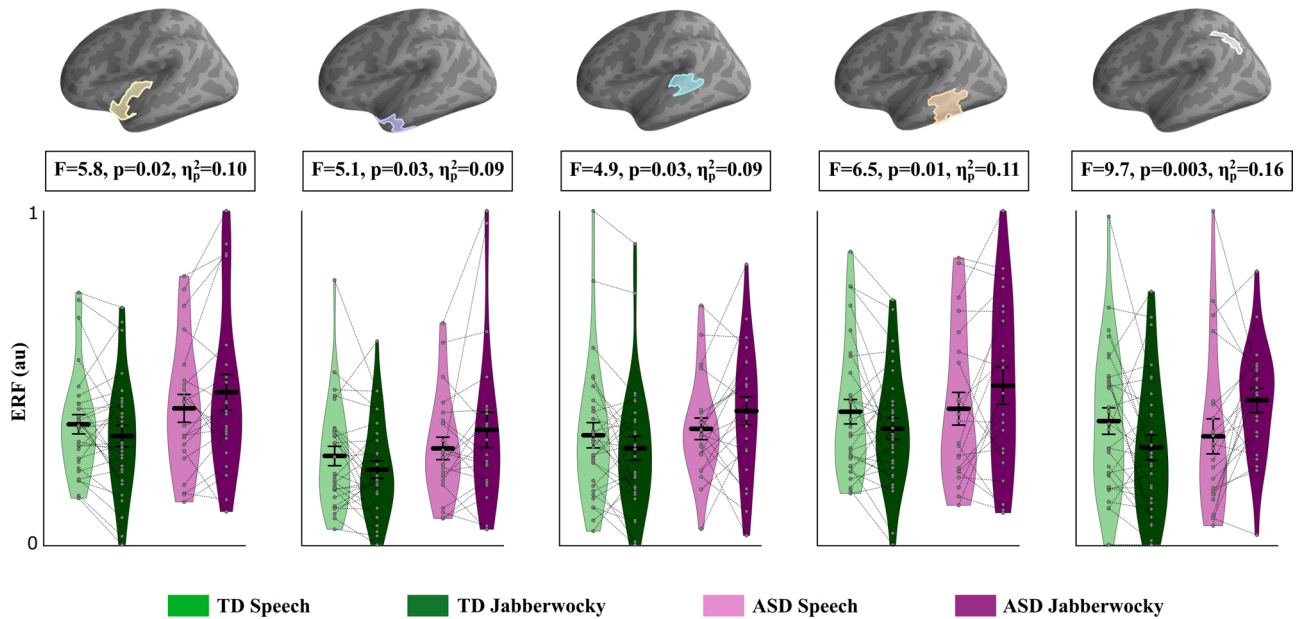 F=5.8, p=0.02, η²ₚ=0.10
F=5.1, p=0.03, η²ₚ=0.09
F=4.9, p=0.03, η²ₚ=0.09
F=6.5, p=0.01, η²ₚ=0.11
F=9.7, p=0.003, η²ₚ=0.16
1
ERF (au)
0
TD Speech
TD Jabberwocky
ASD Speech
ASD Jabberwocky